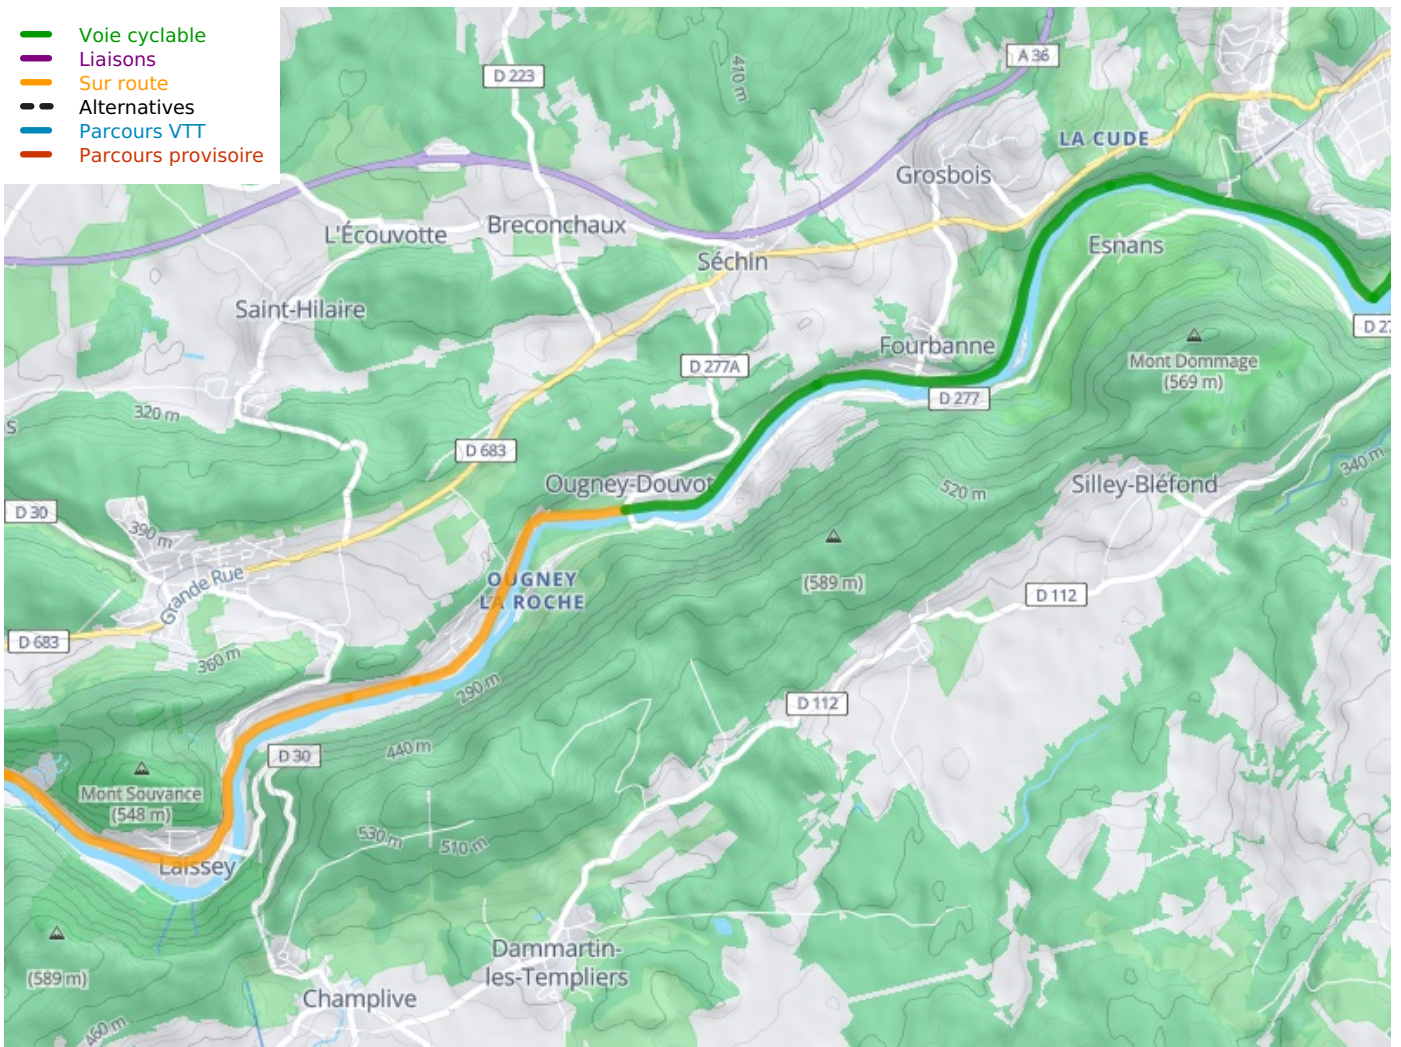 Voie cyclable
Liaisons
Sur route
Alternatives
Parcours VTT
Parcours provisoire
D 223
410 m
A 36
LA CUDE
Grosbois
L'Écouvotte
Breconchaux
Séchin
Esnans
Saint-Hilaire
D 27
Fourbanne
Mont Dommage
(569 m)
D 277A
D 277
320 m
s
D 683
340 m
Ougney-Douvot
520 m
Silley-Bléfond
D 30
390 m
Grande Rue
OUGNEY
LA ROCHE
(589 m)
D 112
D 683
360 m
290 m
D 112
440 m
D 30
Mont Souvance
(548 m)
530 m
510 m
Laissey
(589 m)
Dammartin-
les-Templiers
Champlive
460 m